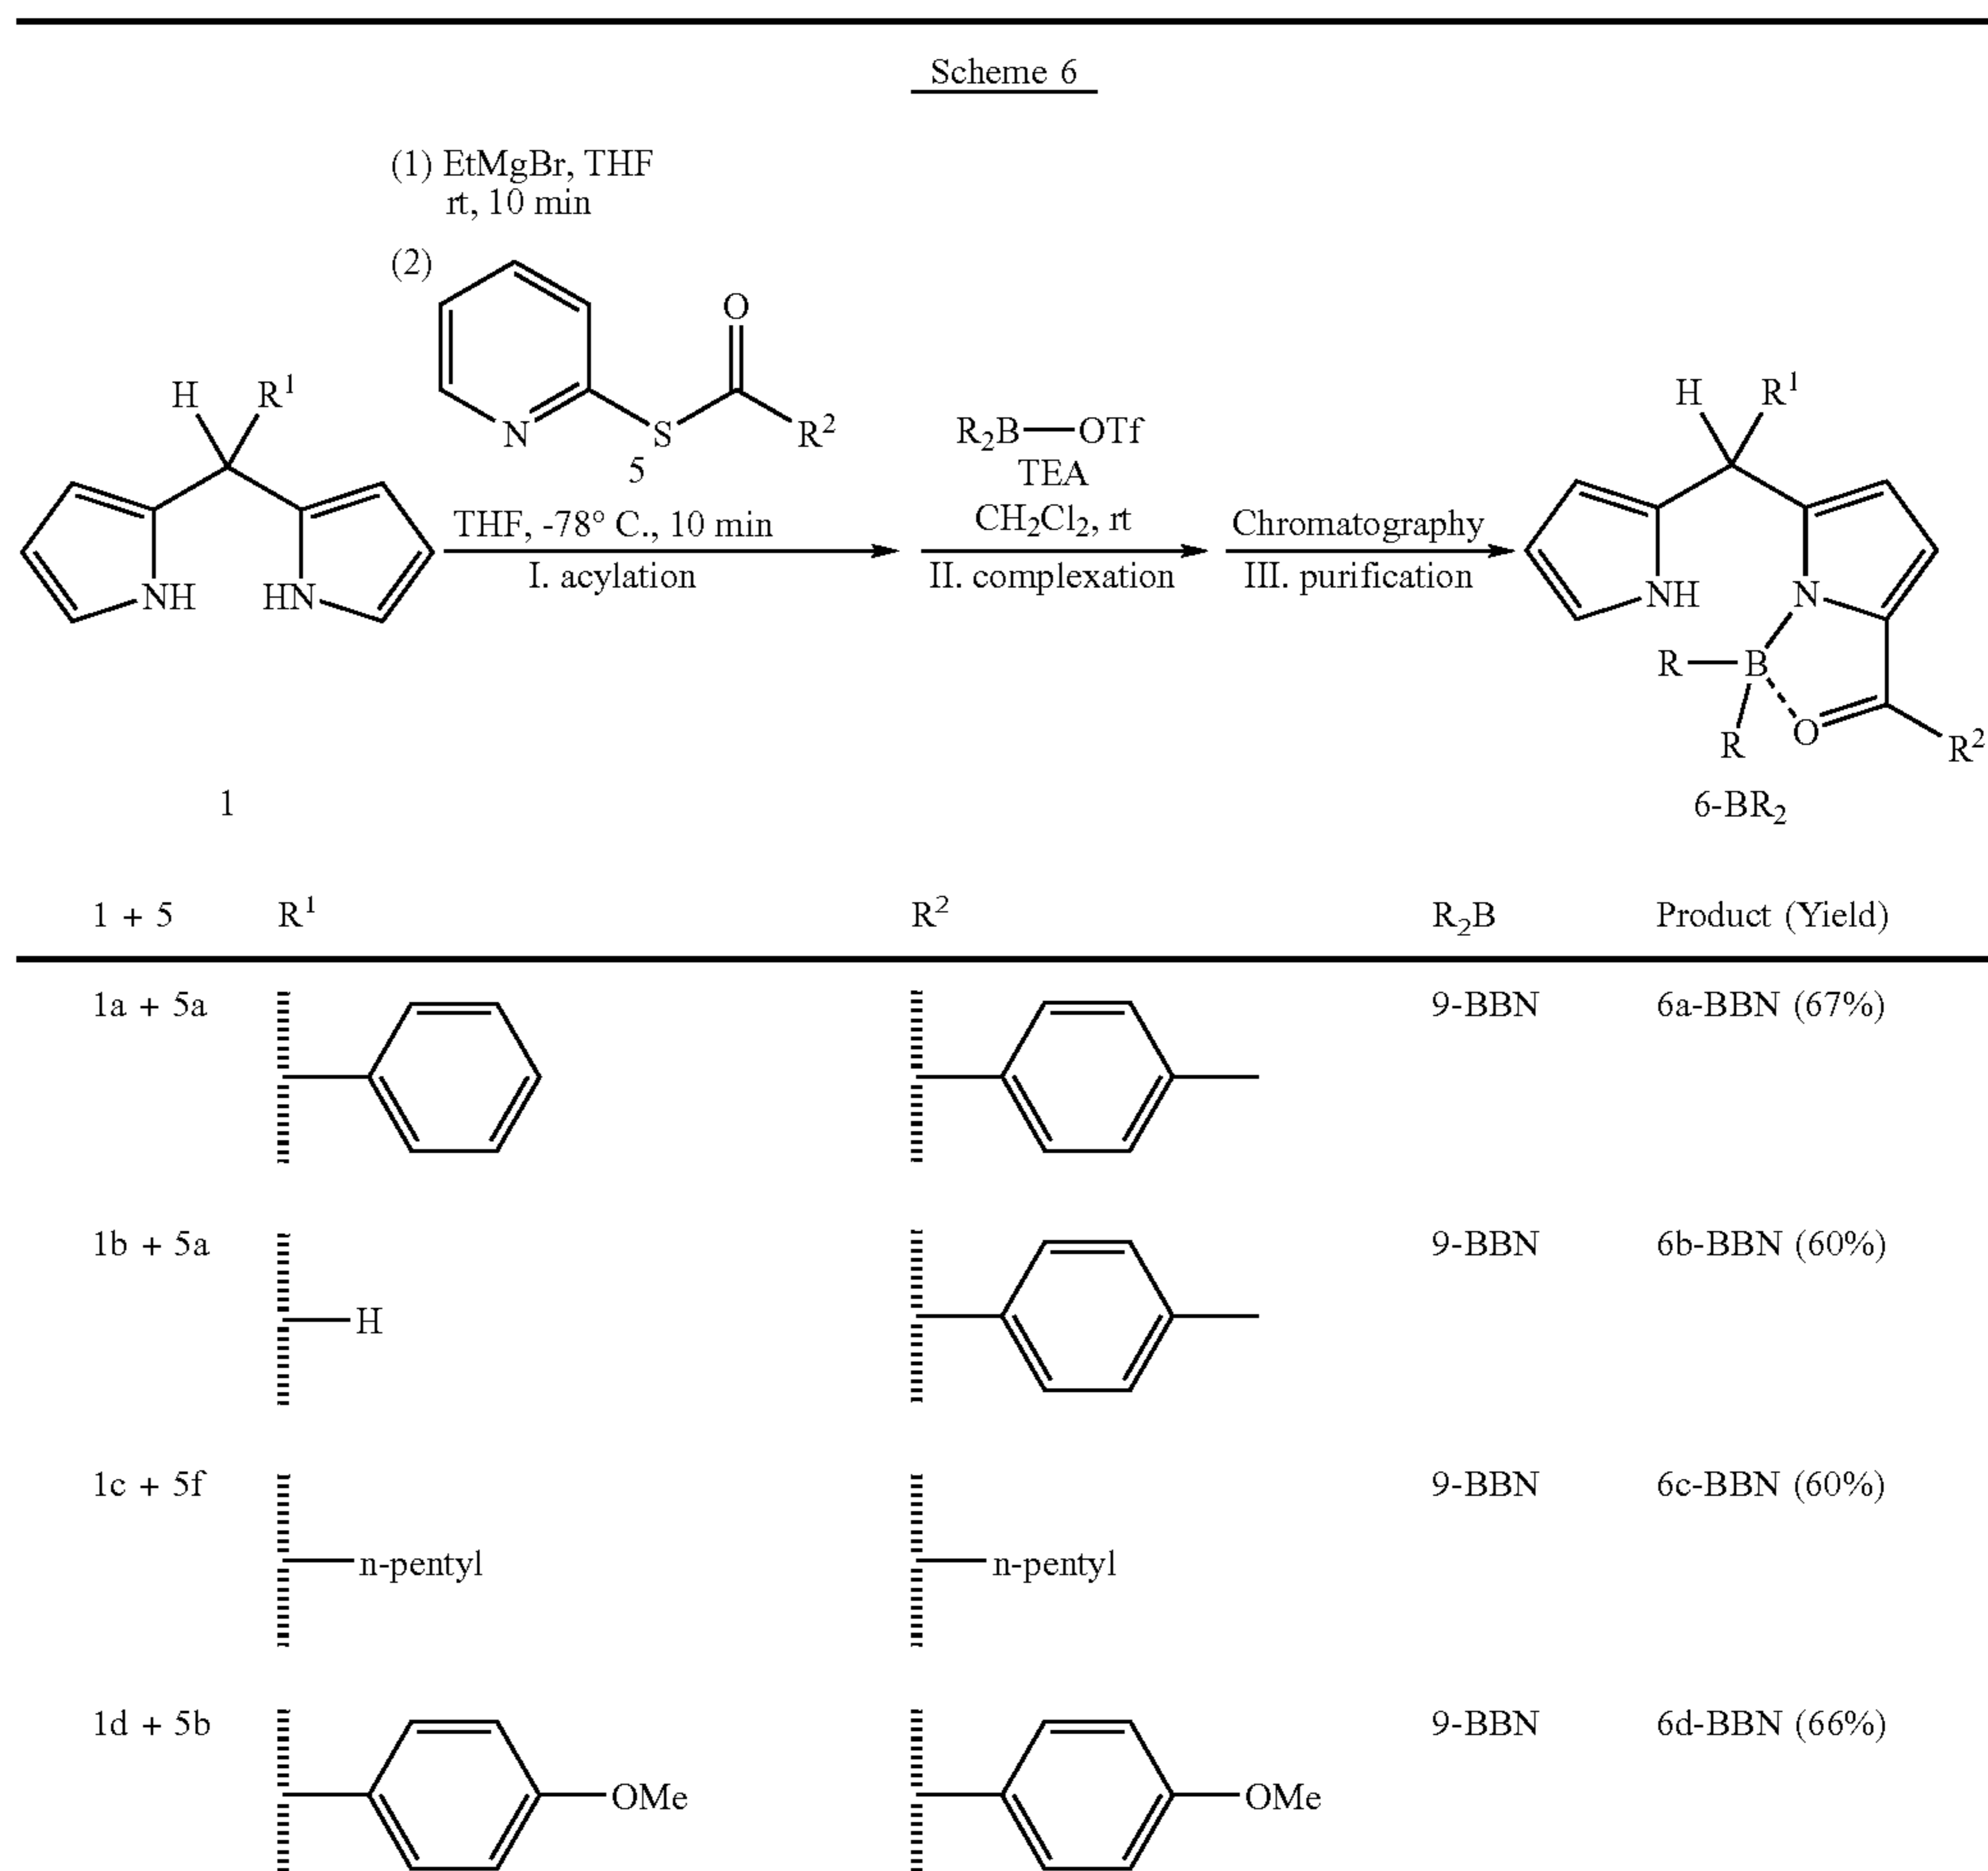 Scheme 6
(1) EtMgBr, THF
rt, 10 min
(2)
O
N
S
R²
5
H
R¹
NH
HN
1
THF, -78° C., 10 min
I. acylation
R₂B—OTf
TEA
CH₂Cl₂, rt
II. complexation
Chromatography
III. purification
H
R¹
NH
N
R—B
R
O
R²
6-BR₂
1 + 5 R¹ R² R₂B Product (Yield)
1a + 5a 9-BBN 6a-BBN (67%)
1b + 5a 9-BBN 6b-BBN (60%)
H
1c + 5f 9-BBN 6c-BBN (60%)
n-pentyl n-pentyl
1d + 5b 9-BBN 6d-BBN (66%)
OMe OMe